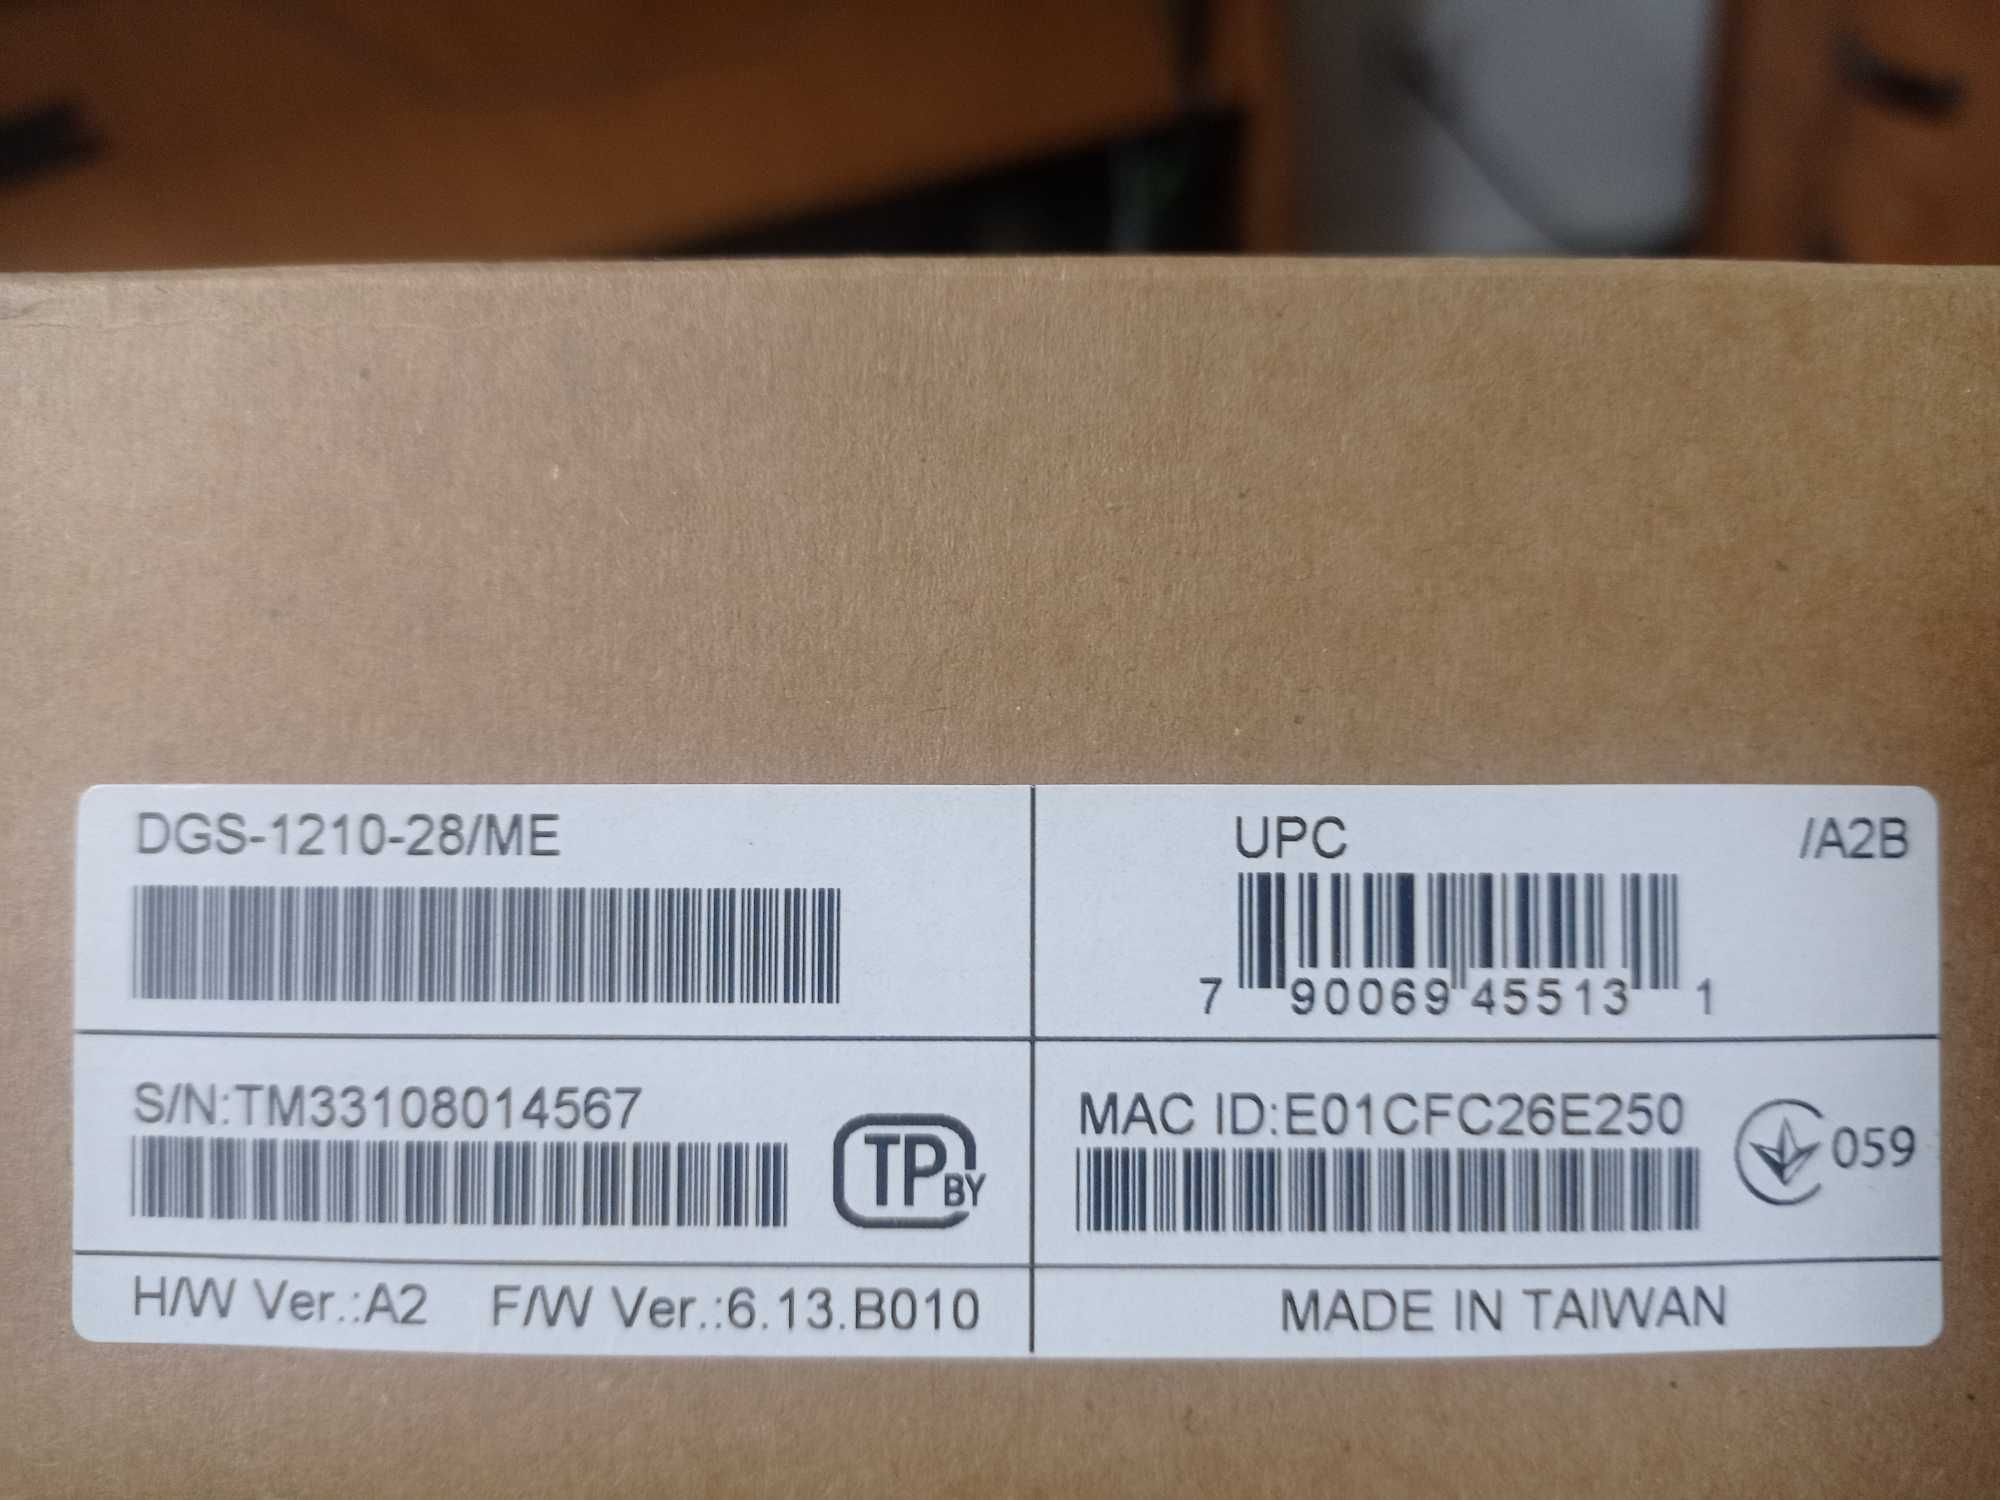 DGS-1210-28/ME
UPC /A2B
7 90069 45513 1
S/N:TM33108014567
TP BY
MAC ID:E01CFC26E250
059
H/W Ver.:A2 F/W Ver.:6.13.B010
MADE IN TAIWAN